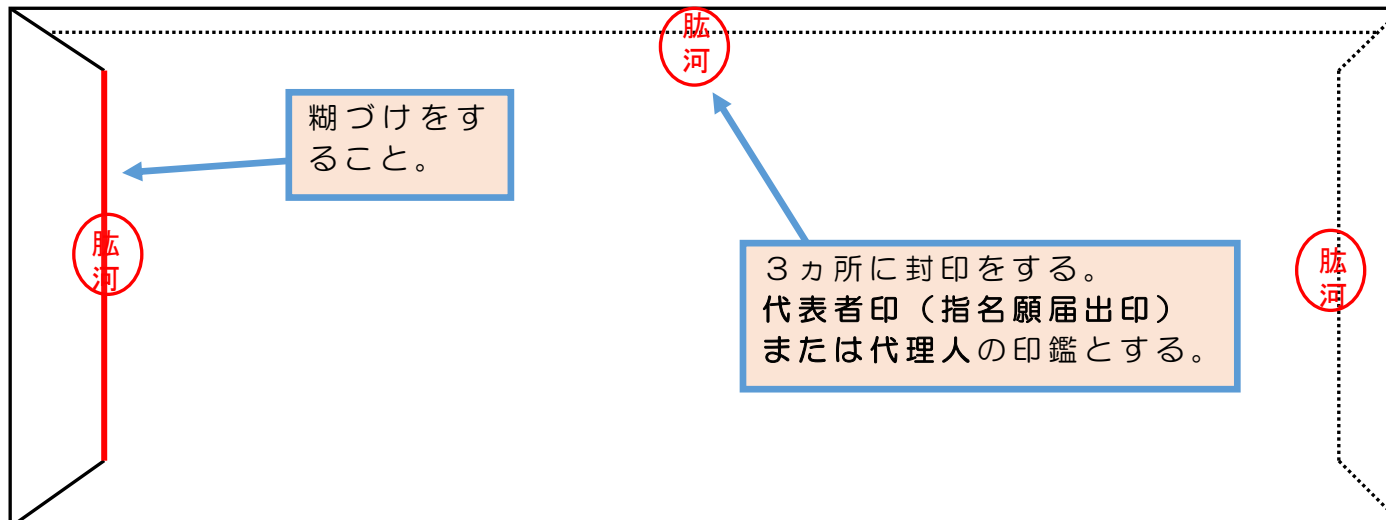 肱
河
糊づけをす
ること。
肱
河
肱
河
３ヵ所に封印をする。
代表者印（指名願届出印）
または代理人の印鑑とする。